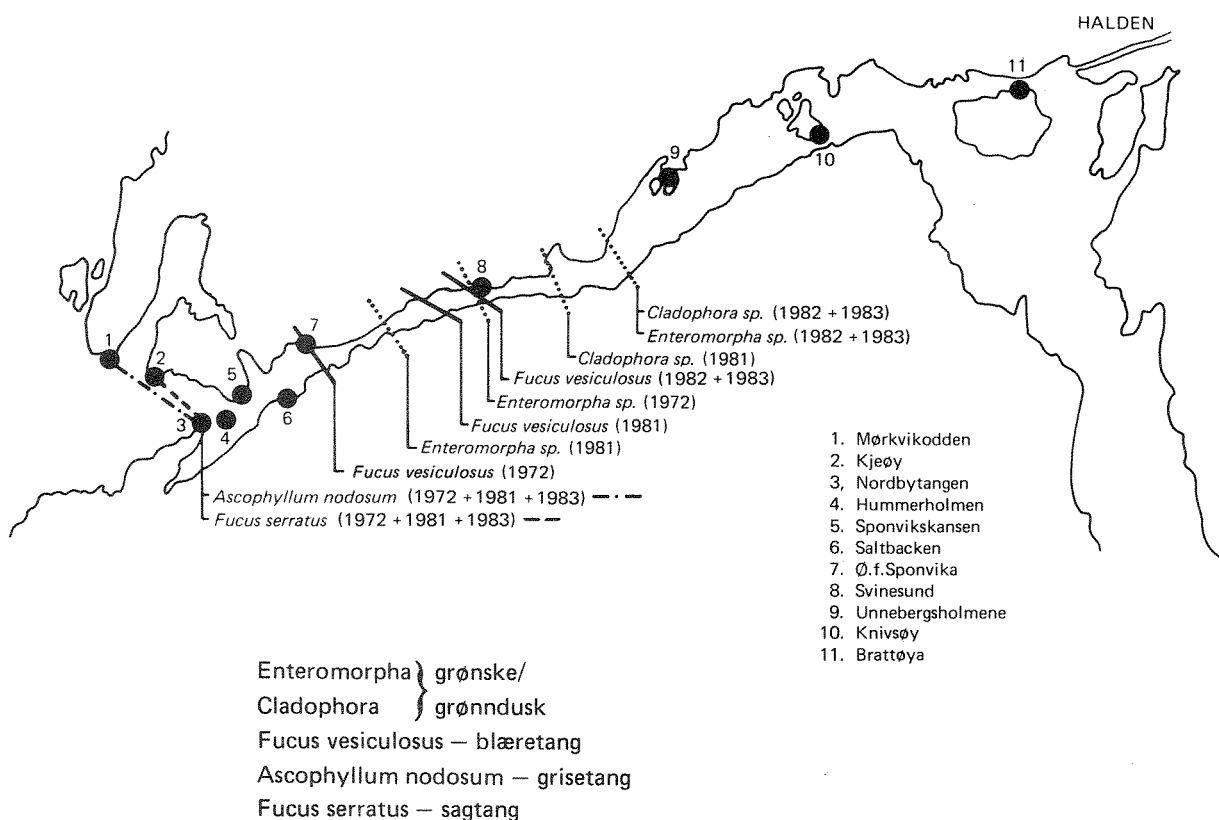 HALDEN
11
10
9
8
7
1
2
5
3
4
6
Cladophora sp. (1982 + 1983)
Enteromorpha sp. (1982 + 1983)
Cladophora sp. (1981)
Fucus vesiculosus (1982 + 1983)
Enteromorpha sp. (1972)
Fucus vesiculosus (1981)
Enteromorpha sp. (1981)
Fucus vesiculosus (1972)
Ascophyllum nodosum (1972 + 1981 + 1983)
Fucus serratus (1972 + 1981 + 1983)
1. Mørkvikodden
2. Kjeøy
3, Nordbytangen
4. Hummerholmen
5. Sponvikskansen
6. Saltbacken
7. Ø.f.Sponvika
8. Svinesund
9. Unnebergsholmene
10. Knivsøy
11. Brattøya
Enteromorpha } grønske/
Cladophora } grønndusk
Fucus vesiculosus — blæretang
Ascophyllum nodosum — grisetang
Fucus serratus — sagtang